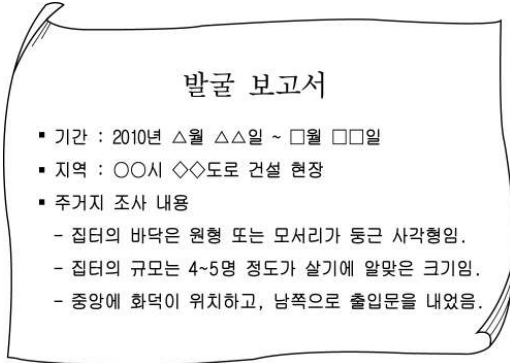 발굴 보고서
▪ 기간 : 2010년 △월 △△일 ~ □월 □□일
▪ 지역 : ○○시 ◇◇도로 건설 현장
▪ 주거지 조사 내용
- 집터의 바닥은 원형 또는 모서리가 둥근 사각형임.
- 집터의 규모는 4~5명 정도가 살기에 알맞은 크기임.
- 중앙에 화덕이 위치하고, 남쪽으로 출입문을 내었음.